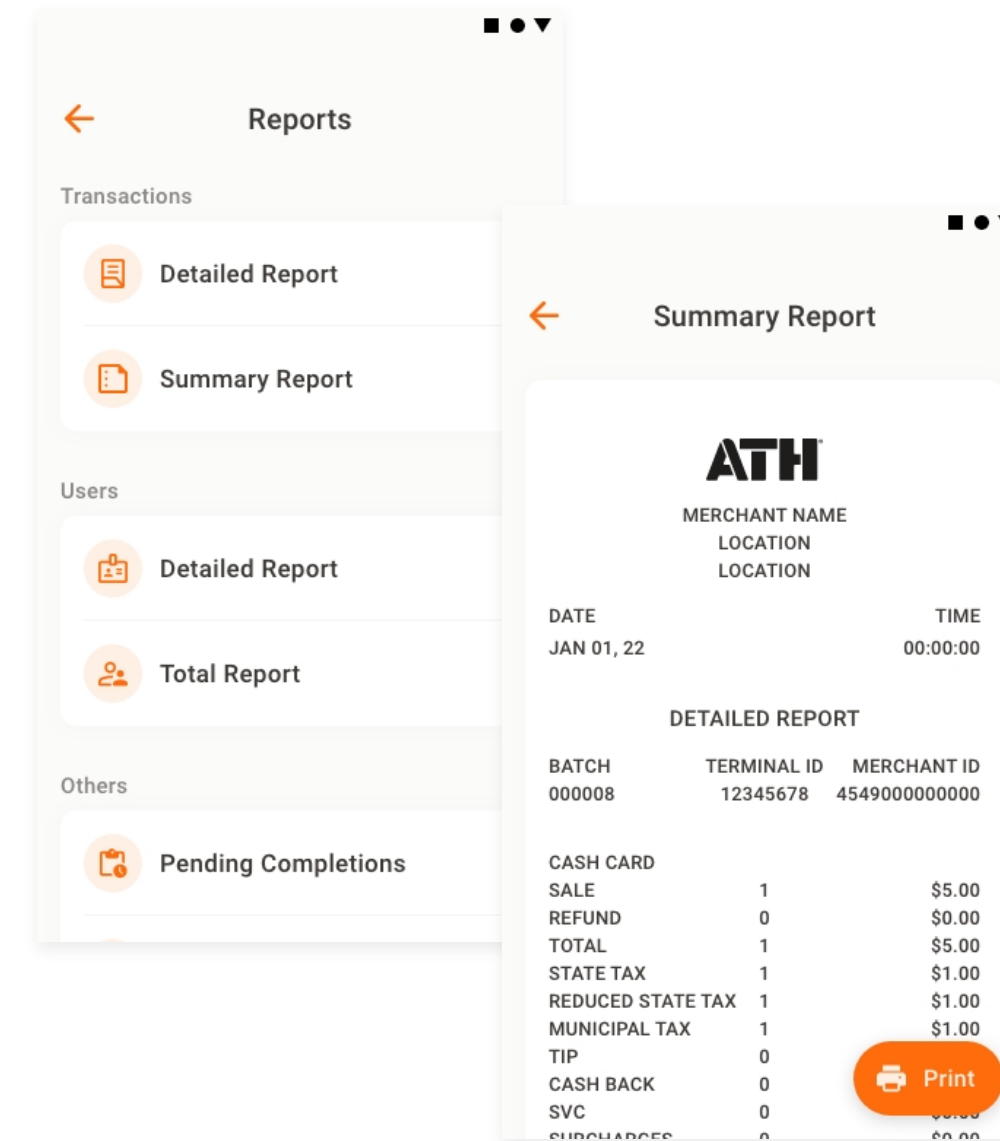 Reports
Transactions
Detailed Report
Summary Report
Users
Detailed Report
Total Report
Others
Pending Completions
Summary Report
ATH
MERCHANT NAME
LOCATION
LOCATION
DATE TIME
JAN 01, 22 00:00:00
DETAILED REPORT
BATCH TERMINAL ID MERCHANT ID
000008 12345678 4549000000000
CASH CARD
SALE 1 $5.00
REFUND 0 $0.00
TOTAL 1 $5.00
STATE TAX 1 $1.00
REDUCED STATE TAX 1 $1.00
MUNICIPAL TAX 1 $1.00
TIP 0
Print
CASH BACK 0
SVC 0
SURCHARGES 0 $0.00